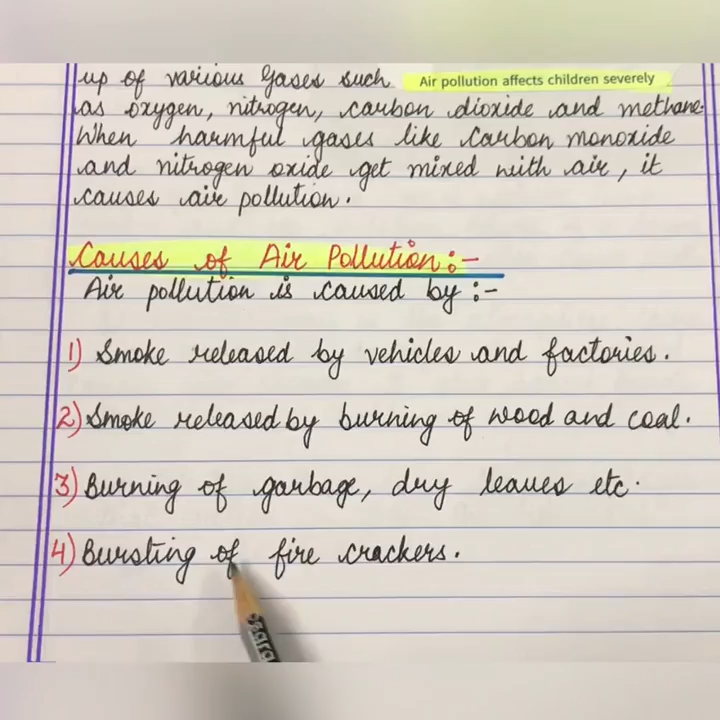 up of various gases such
Air pollution affects children severely
as oxygen, nitrogen, carbon dioxide and methane.
When harmful gases like carbon monoxide
and nitrogen oxide get mixed with air, it
causes air pollution.
Causes of Air Pollution:-
Air pollution is caused by:-
1) Smoke released by vehicles and factories.
2) Smoke released by burning of wood and coal.
3) Burning of garbage, dry leaves etc.
4) Bursting of fire crackers.